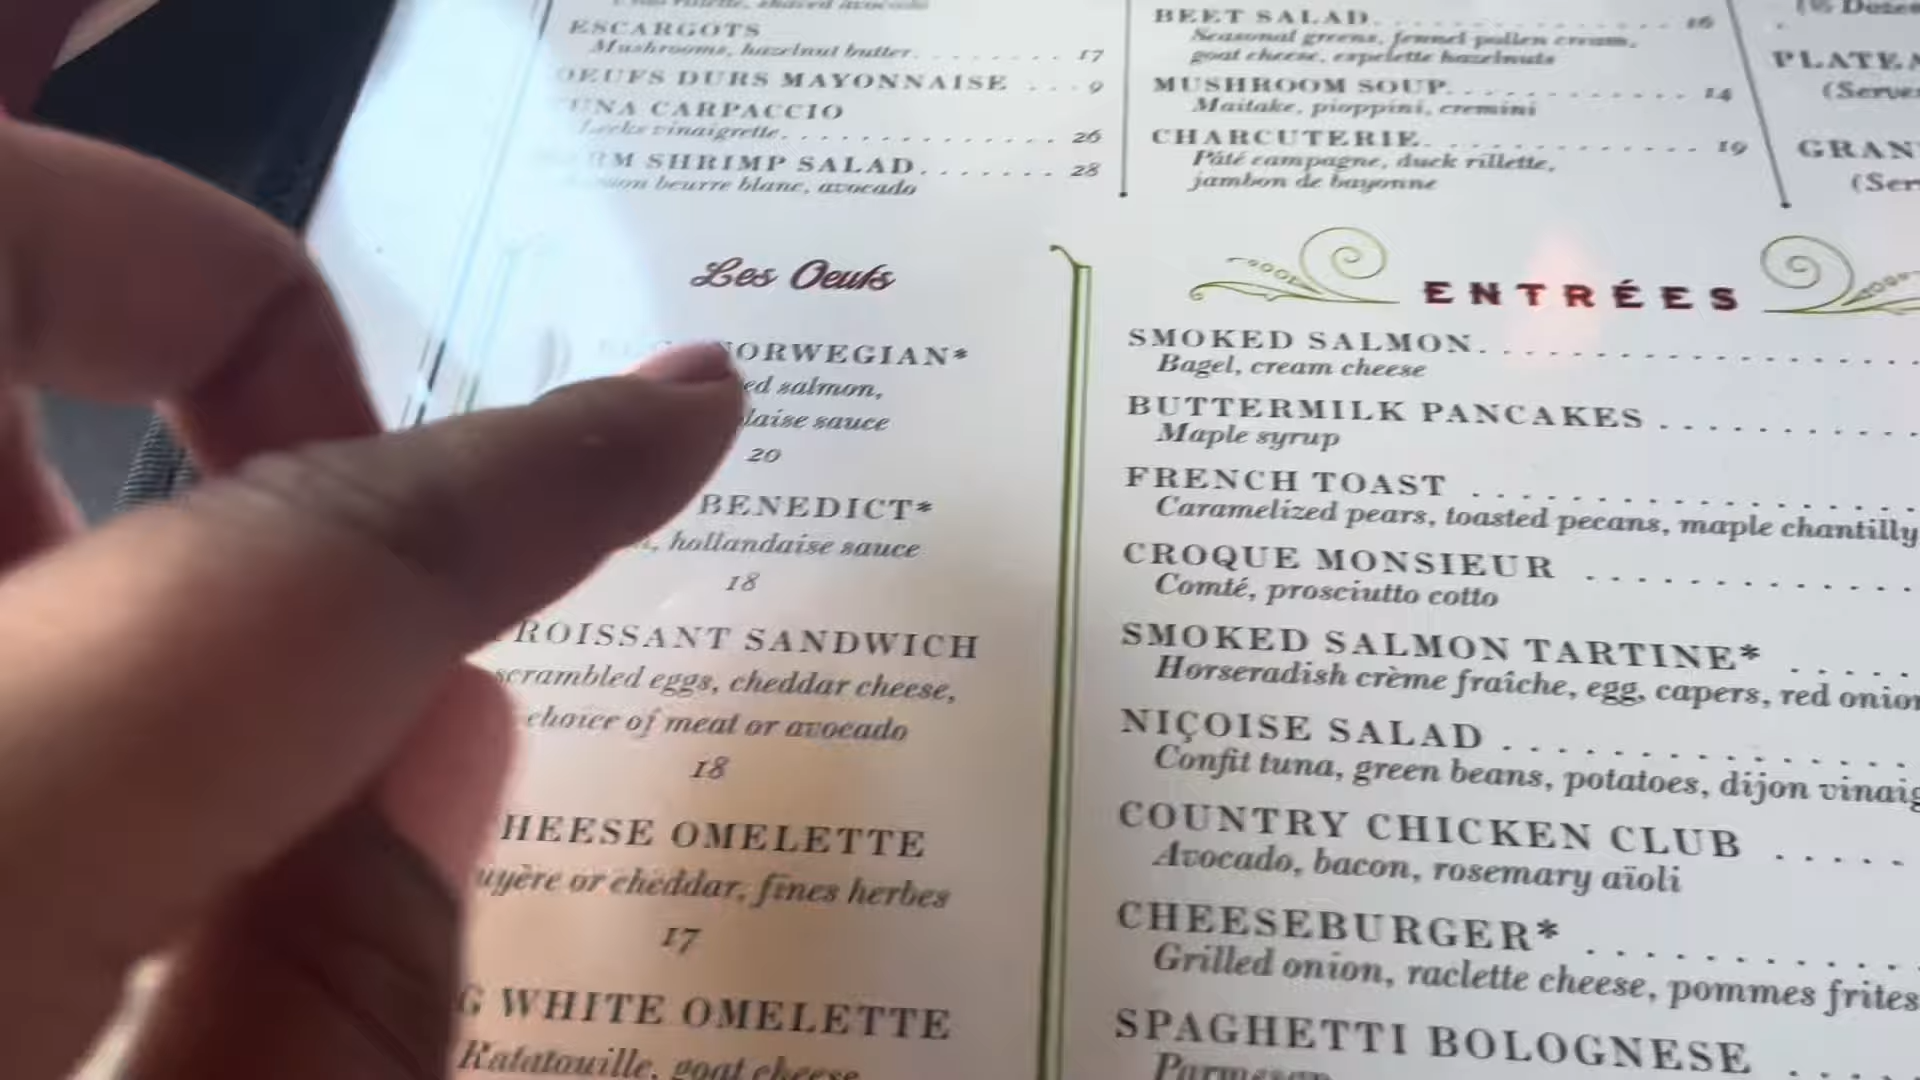 ESCARGOTS
Mushrooms, hazelnut butter. . . . . . . . . . 17
OEUFS DURS MAYONNAISE . . . 9
CARPACCIO
vinaigrette. . . . . . . . . . . . . . . . . . 26
SHRIMP SALAD. . . . . . . 28
beurre blanc, avocado
BEET SALAD. . . . . . . . . . . . . . . . 16
Seasonal greens, fennel pollen cream,
goat cheese, espelette hazelnuts
MUSHROOM SOUP. . . . . . . . . . . . . 14
Maitake, pioppini, cremini
CHARCUTERIE. . . . . . . . . . . . . . . 19
Pâté campagne, duck rillette,
jambon de bayonne
Les Oeufs
NORWEGIAN*
salmon,
sauce
20
BENEDICT*
hollandaise sauce
18
ROISSANT SANDWICH
scrambled eggs, cheddar cheese,
choice of meat or avocado
18
HEESE OMELETTE
uyère or cheddar, fines herbes
17
G WHITE OMELETTE
Ratatouille, goat cheese
ENTRÉES
SMOKED SALMON. . . . . . . . . . . . . . . . . . .
Bagel, cream cheese
BUTTERMILK PANCAKES . . . . . . . . . . .
Maple syrup
FRENCH TOAST . . . . . . . . . . . . . . . . . .
Caramelized pears, toasted pecans, maple chantilly
CROQUE MONSIEUR . . . . . . . . . . . . . .
Comté, prosciutto cotto
SMOKED SALMON TARTINE* . . . . .
Horseradish crème fraîche, egg, capers, red onion
NIÇOISE SALAD . . . . . . . . . . . . . . . .
Confit tuna, green beans, potatoes, dijon vinaig
COUNTRY CHICKEN CLUB . . . . .
Avocado, bacon, rosemary aïoli
CHEESEBURGER* . . . . . . . . . . . .
Grilled onion, raclette cheese, pommes frites
SPAGHETTI BOLOGNESE . . . .
Parmesan
PLATEA
(Serve
GRAN
(Ser